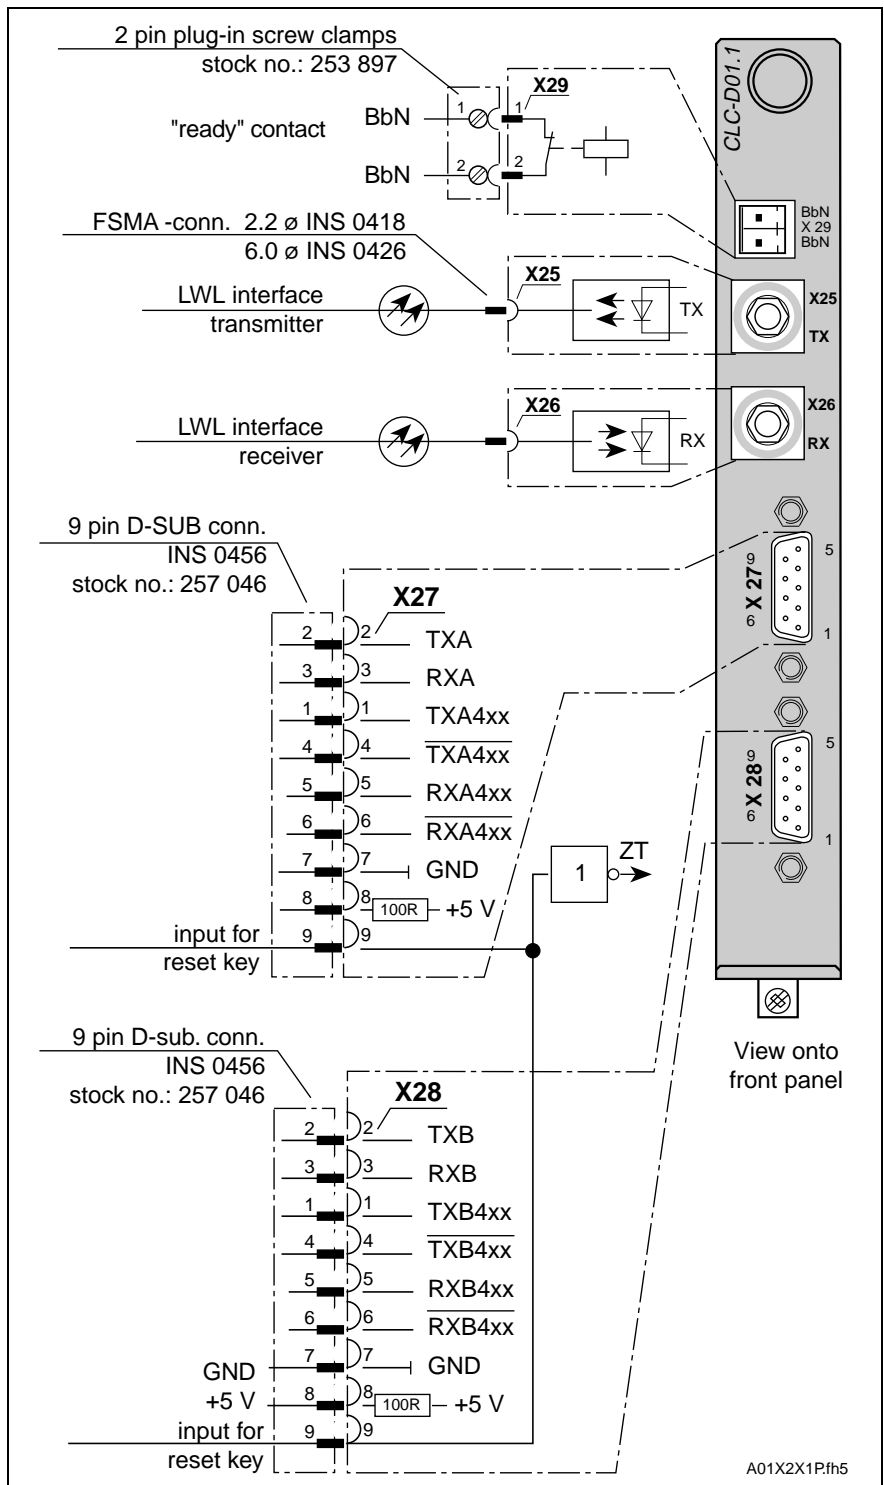 2 pin plug-in screw clamps
stock no.: 253 897
"ready" contact
BbN
1
1
X29
BbN
2
2
FSMA -conn. 2.2 ø INS 0418
6.0 ø INS 0426
LWL interface
transmitter
X25
TX
LWL interface
receiver
X26
RX
CLC-D01.1
BbN
X 29
BbN
X25
TX
X26
RX
9
5
X 27
6
1
9
5
X 28
6
1
View onto
front panel
9 pin D-SUB conn.
INS 0456
stock no.: 257 046
X27
2 2 TXA
3 3 RXA
1 1 TXA4xx
4 4 TXA4xx
5 5 RXA4xx
6 6 RXA4xx
7 7 GND
8 8 100R +5 V
input for
reset key
9 9
1
ZT
9 pin D-sub. conn.
INS 0456
stock no.: 257 046
X28
2 2 TXB
3 3 RXB
1 1 TXB4xx
4 4 TXB4xx
5 5 RXB4xx
6 6 RXB4xx
GND 7 7 GND
+5 V 8 8 100R +5 V
input for
reset key
9 9
A01X2X1P.fh5